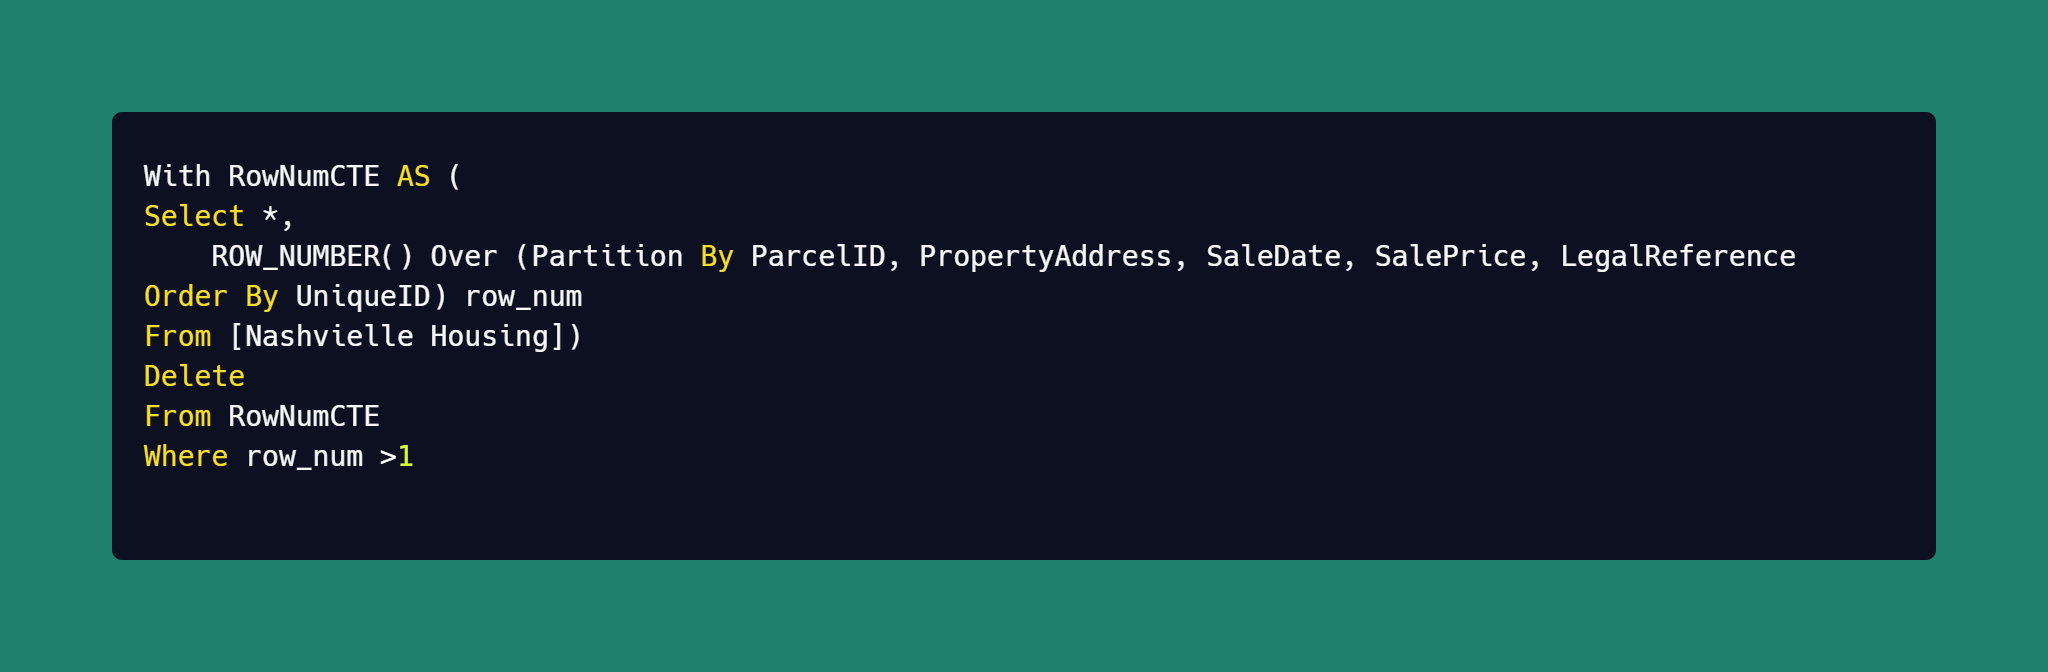 With RowNumCTE AS (
Select *,
    ROW_NUMBER() Over (Partition By ParcelID, PropertyAddress, SaleDate, SalePrice, LegalReference
Order By UniqueID) row_num
From [Nashvielle Housing])
Delete
From RowNumCTE
Where row_num >1